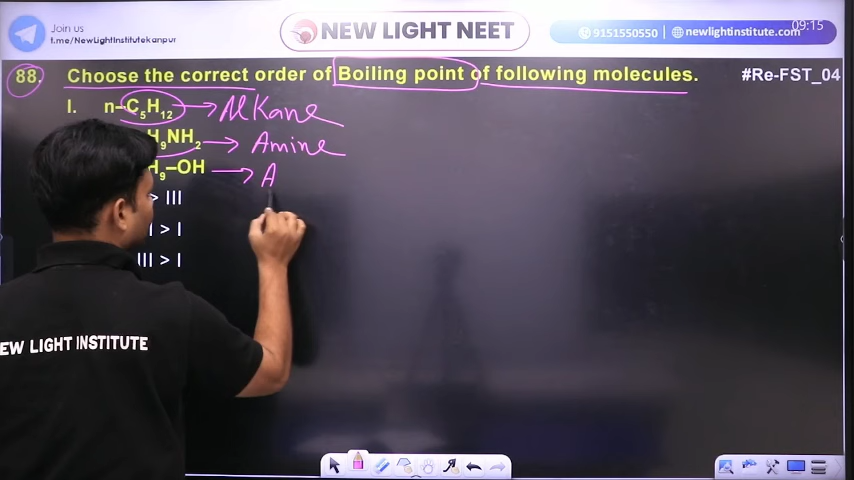 Join us
t.me/NewLightInstitutekanpur
NEW LIGHT NEET
9151550550 | newlightinstitute.com
09:15
88. Choose the correct order of Boiling point of following molecules. #Re-FST_04
I. n–C5H12 → Alkane
H9NH2 → Amine
H9–OH → A
> III
I > I
III > I
EW LIGHT INSTITUTE